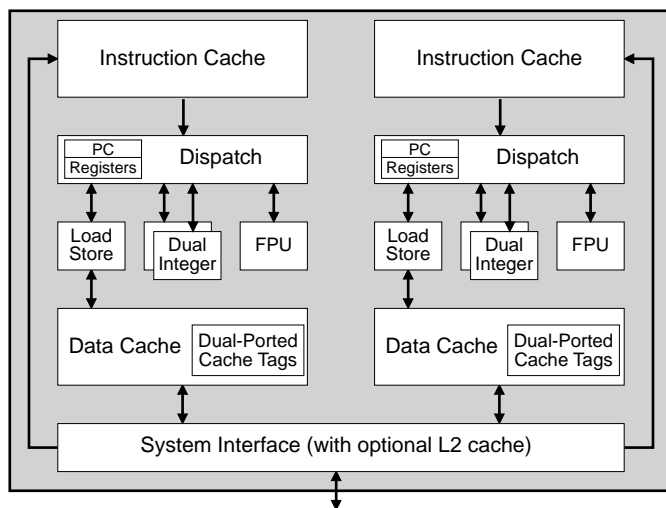 Instruction Cache
Instruction Cache
PC
Registers
Dispatch
PC
Registers
Dispatch
Load
Store
Dual
Integer
FPU
Load
Store
Dual
Integer
FPU
Data Cache
Dual-Ported
Cache Tags
Data Cache
Dual-Ported
Cache Tags
System Interface (with optional L2 cache)